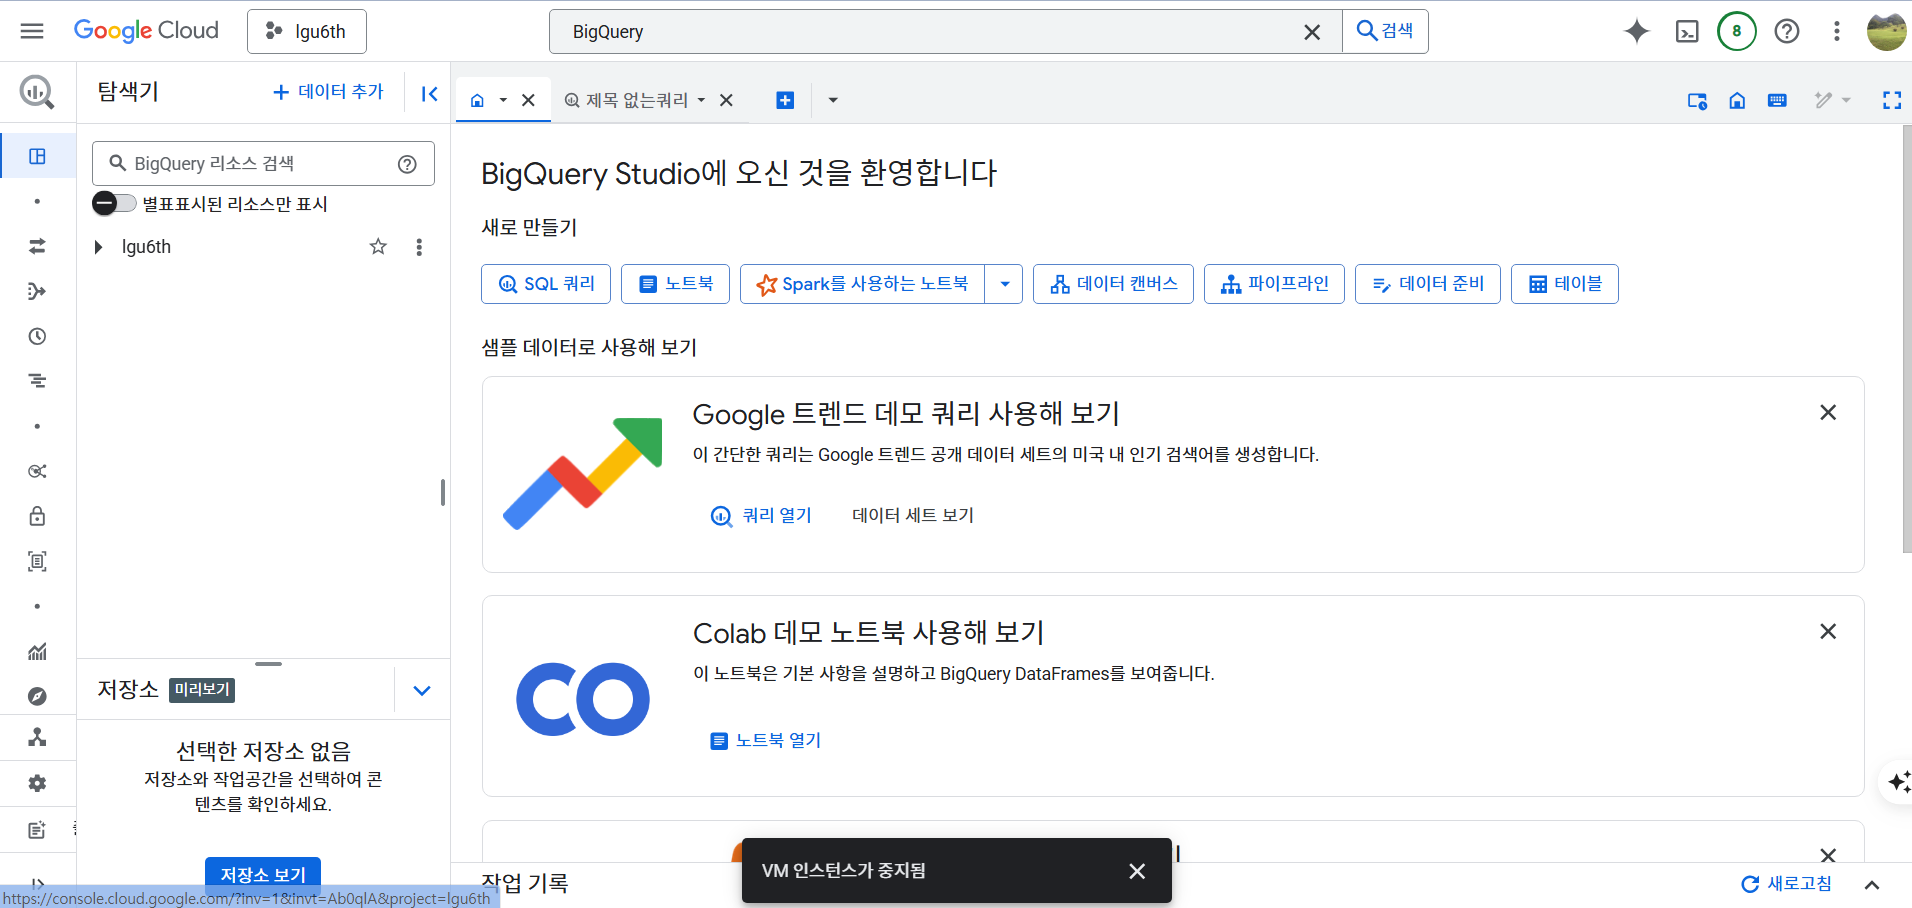 Google Cloud
lgu6th
BigQuery
검색
8
탐색기
데이터 추가
제목 없는쿼리
BigQuery 리소스 검색
별표표시된 리소스만 표시
lgu6th
BigQuery Studio에 오신 것을 환영합니다
새로 만들기
SQL 쿼리
노트북
Spark를 사용하는 노트북
데이터 캔버스
파이프라인
데이터 준비
테이블
샘플 데이터로 사용해 보기
Google 트렌드 데모 쿼리 사용해 보기
이 간단한 쿼리는 Google 트렌드 공개 데이터 세트의 미국 내 인기 검색어를 생성합니다.
쿼리 열기
데이터 세트 보기
Colab 데모 노트북 사용해 보기
이 노트북은 기본 사항을 설명하고 BigQuery DataFrames를 보여줍니다.
노트북 열기
저장소 미리보기
선택한 저장소 없음
저장소와 작업공간을 선택하여 콘
텐츠를 확인하세요.
저장소 보기
VM 인스턴스가 중지됨
작업 기록
새로고침
https://console.cloud.google.com/?inv=1&invt=Ab0qlA&project=lgu6th